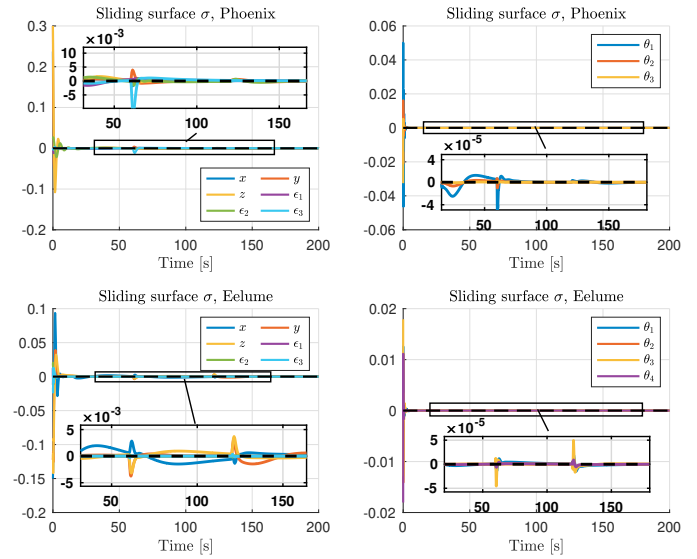 Sliding surface σ, Phoenix
0.3
0.2
0.1
0
-0.1
-0.2
×10⁻³
10
5
0
-5
50
100
150
x
y
z
ϵ₁
ϵ₂
ϵ₃
0
50
100
150
200
Time [s]
Sliding surface σ, Phoenix
0.06
0.04
0.02
0
-0.02
-0.04
-0.06
θ₁
θ₂
θ₃
×10⁻⁵
4
0
-4
50
100
150
0
50
100
150
200
Time [s]
Sliding surface σ, Eelume
0.1
0.05
0
-0.05
-0.1
-0.15
-0.2
x
y
z
ϵ₁
ϵ₂
ϵ₃
×10⁻³
5
0
-5
50
100
150
0
50
100
150
200
Time [s]
Sliding surface σ, Eelume
0.02
0.01
0
-0.01
-0.02
θ₁
θ₂
θ₃
θ₄
×10⁻⁵
5
0
-5
50
100
150
0
50
100
150
200
Time [s]